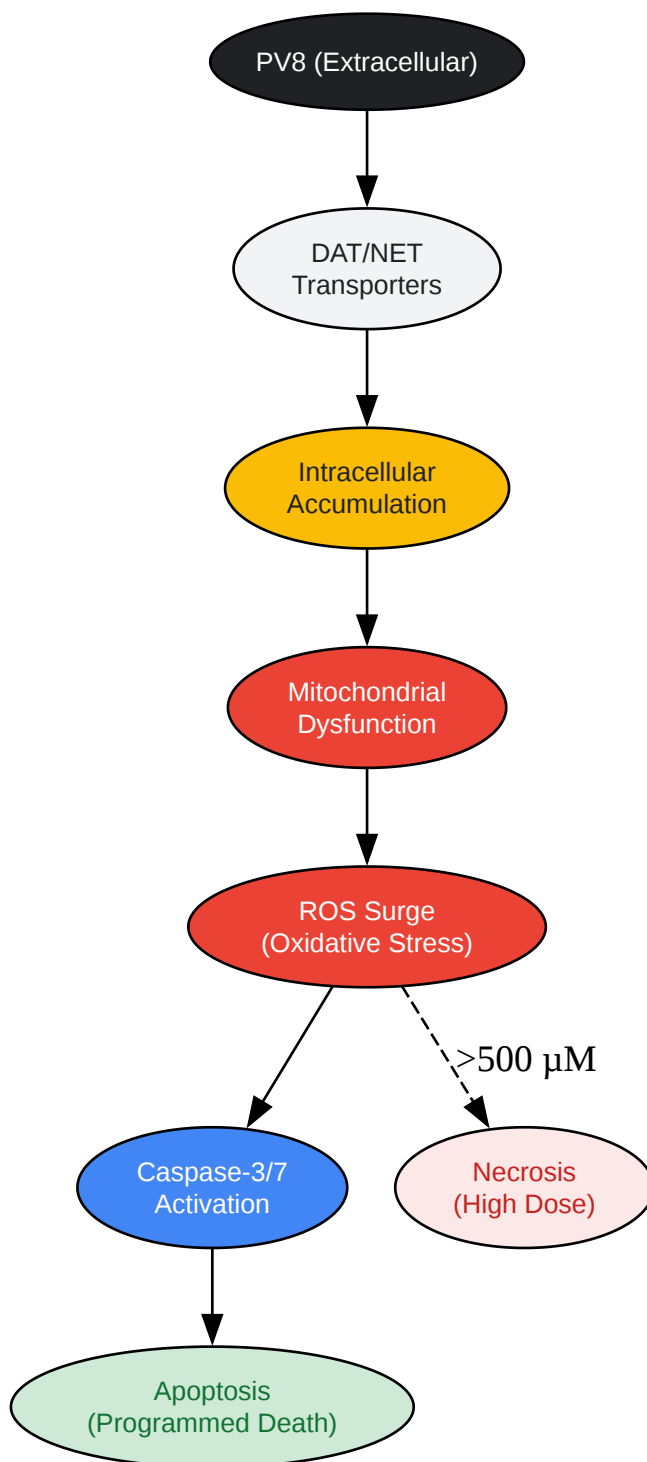 PV8 (Extracellular)
DAT/NET
Transporters
Intracellular
Accumulation
Mitochondrial
Dysfunction
ROS Surge
(Oxidative Stress)
>500 µM
Caspase-3/7
Activation
Necrosis
(High Dose)
Apoptosis
(Programmed Death)